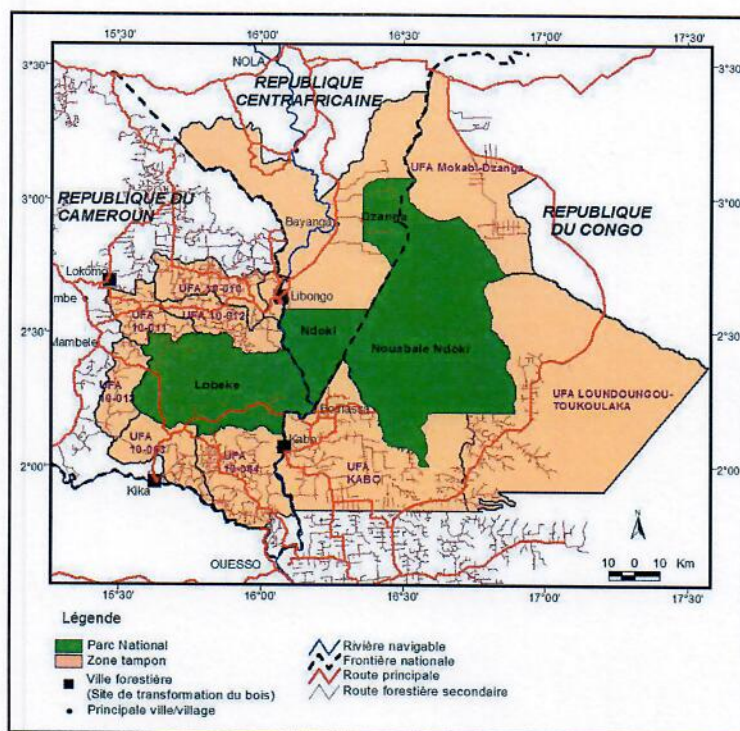 15°30'
16°00'
16°30'
17°00'
17°30'
3°30'
NOLA
REPUBLIQUE
CENTRAFRICAINE
3°30'
UFA Mokabi-Dzanga
3°00'
REPUBLIQUE DU
CAMEROUN
Bayanga
Dzanga
REPUBLIQUE
DU CONGO
3°00'
Lokomo
UFA 10-010
Libongo
mbe
UFA
10-011
UFA 10-012
2°30'
Mambele
Ndoki
Nouabale Ndoki
2°30'
Lobeke
UFA
Bomassa
UFA LOUNDOUNGOU-
TOUKOULAKA
UFA
10-063
UFA
Kabo
UFA
KABO
2°00'
2°00'
Kika
OUESSO
N
10 0 10 Km
15°30'
16°00'
16°30'
17°00'
17°30'
Légende
Parc National
Zone tampon
Ville forestière
(Site de transformation du bois)
Principale ville/village
Rivière navigable
Frontière nationale
Route principale
Route forestière secondaire